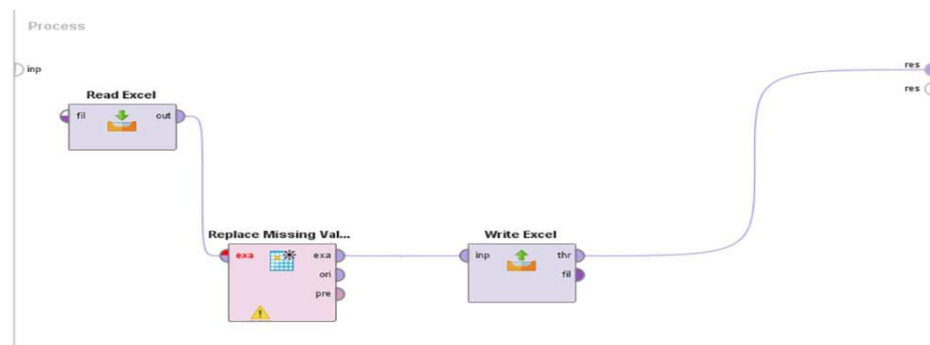 Process
inp
res
res
Read Excel
fil out
Replace Missing Val...
exa exa
ori
pre
Write Excel
inp thr
fil